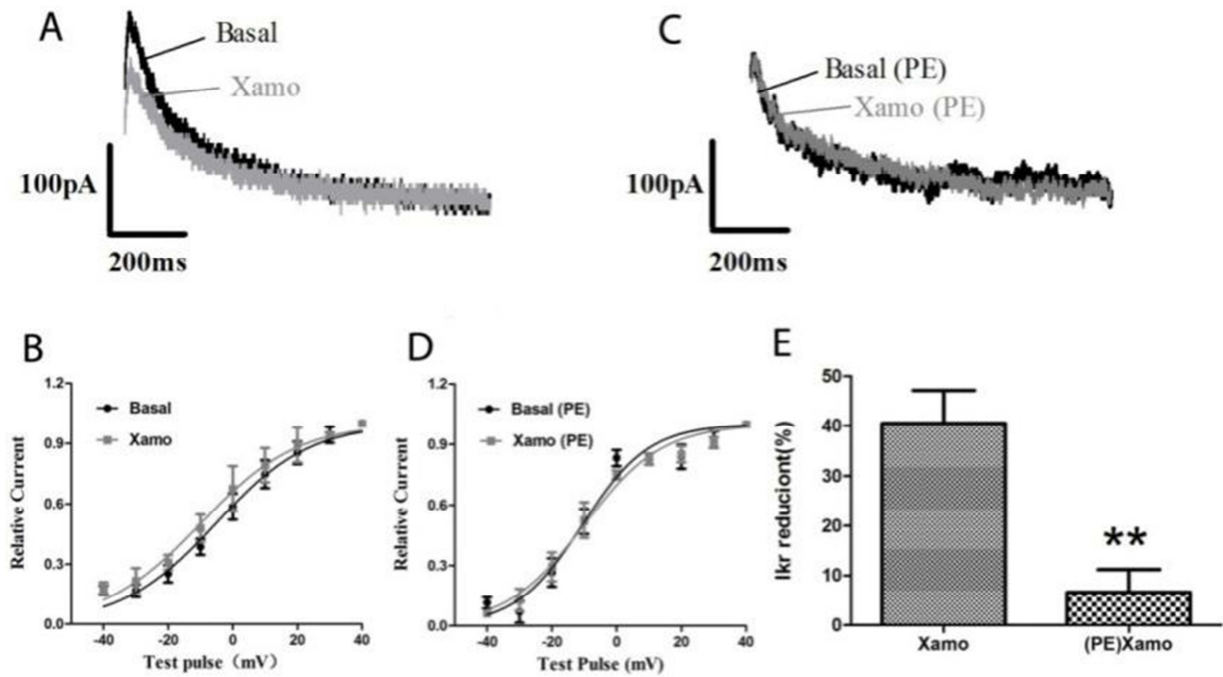 A
Basal
Xamo
100pA
200ms
C
Basal (PE)
Xamo (PE)
100pA
200ms
B
1.2
0.9
0.6
0.3
0.0
Relative Current
Basal
Xamo
-40
-20
0
20
40
Test pulse (mV)
D
1.2
0.9
0.6
0.3
0.0
Relative Current
Basal (PE)
Xamo (PE)
-40
-20
0
20
40
Test Pulse (mV)
E
50
40
30
20
10
0
Ikr reduciont(%)
**
Xamo
(PE)Xamo